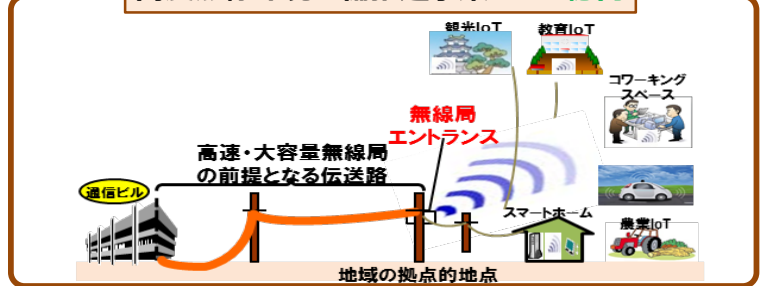 観光IoT
教育IoT
コワーキング
スペース
無線局
エントランス
高速・大容量無線局
の前提となる伝送路
通信ビル
スマートホーム
農業IoT
地域の拠点的地点